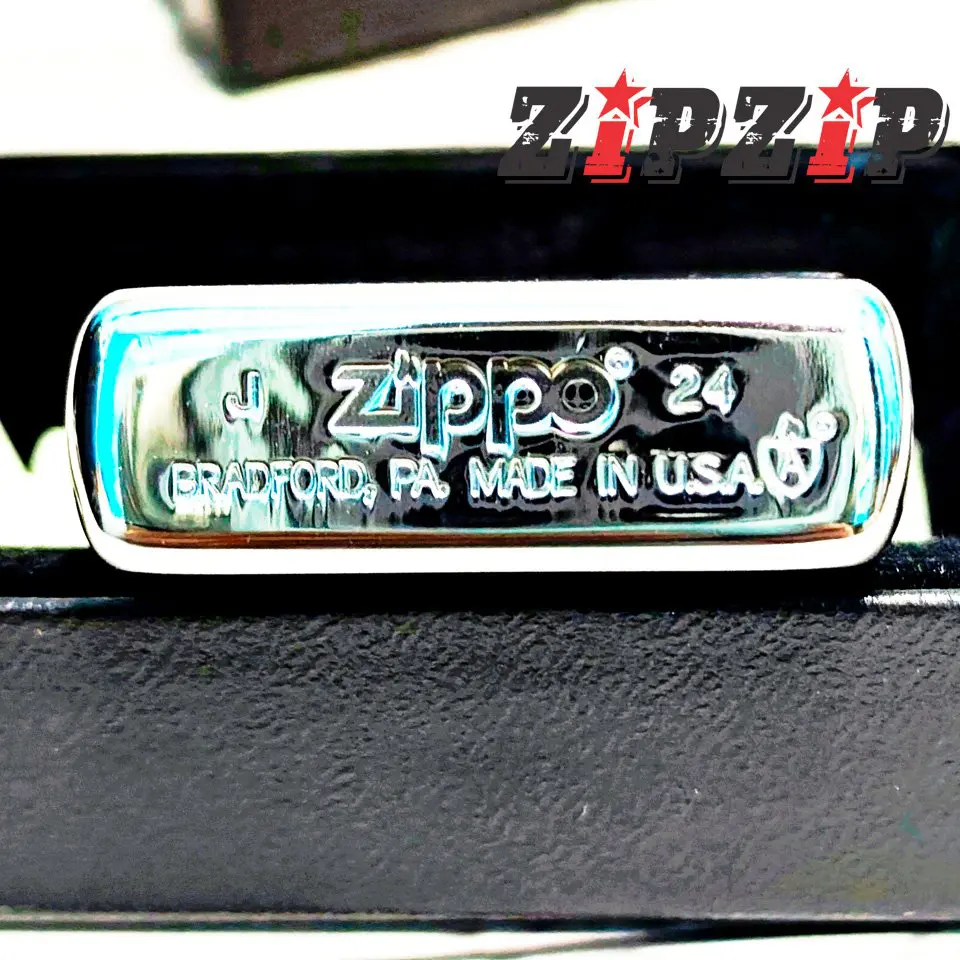 ZiPZiP
J zippo 24
BRADFORD, PA. MADE IN U.S.A.